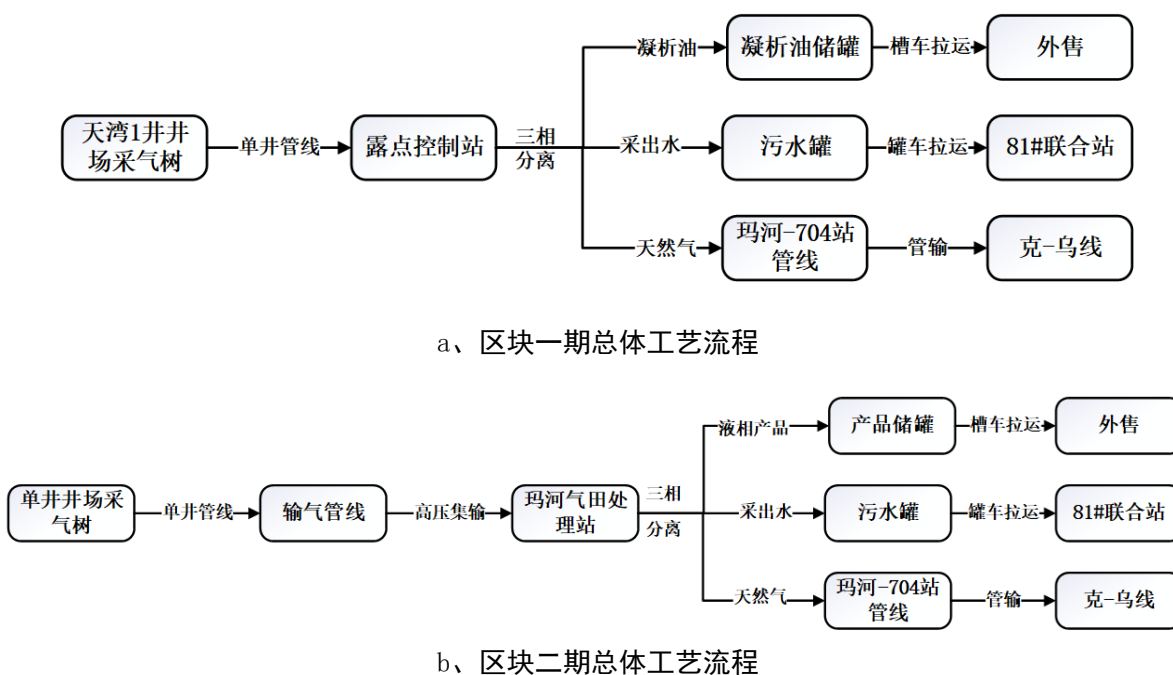 凝析油
凝析油储罐
槽车拉运
外售
天湾1井井
场采气树
单井管线
露点控制站
三相
分离
采出水
污水罐
罐车拉运
81#联合站
天然气
玛河-704站
管线
管输
克-乌线
a、区块一期总体工艺流程
液相产品
产品储罐
槽车拉运
外售
单井井场采
气树
单井管线
输气管线
高压集输
玛河气田处
理站
三相
分离
采出水
污水罐
罐车拉运
81#联合站
天然气
玛河-704站
管线
管输
克-乌线
b、区块二期总体工艺流程